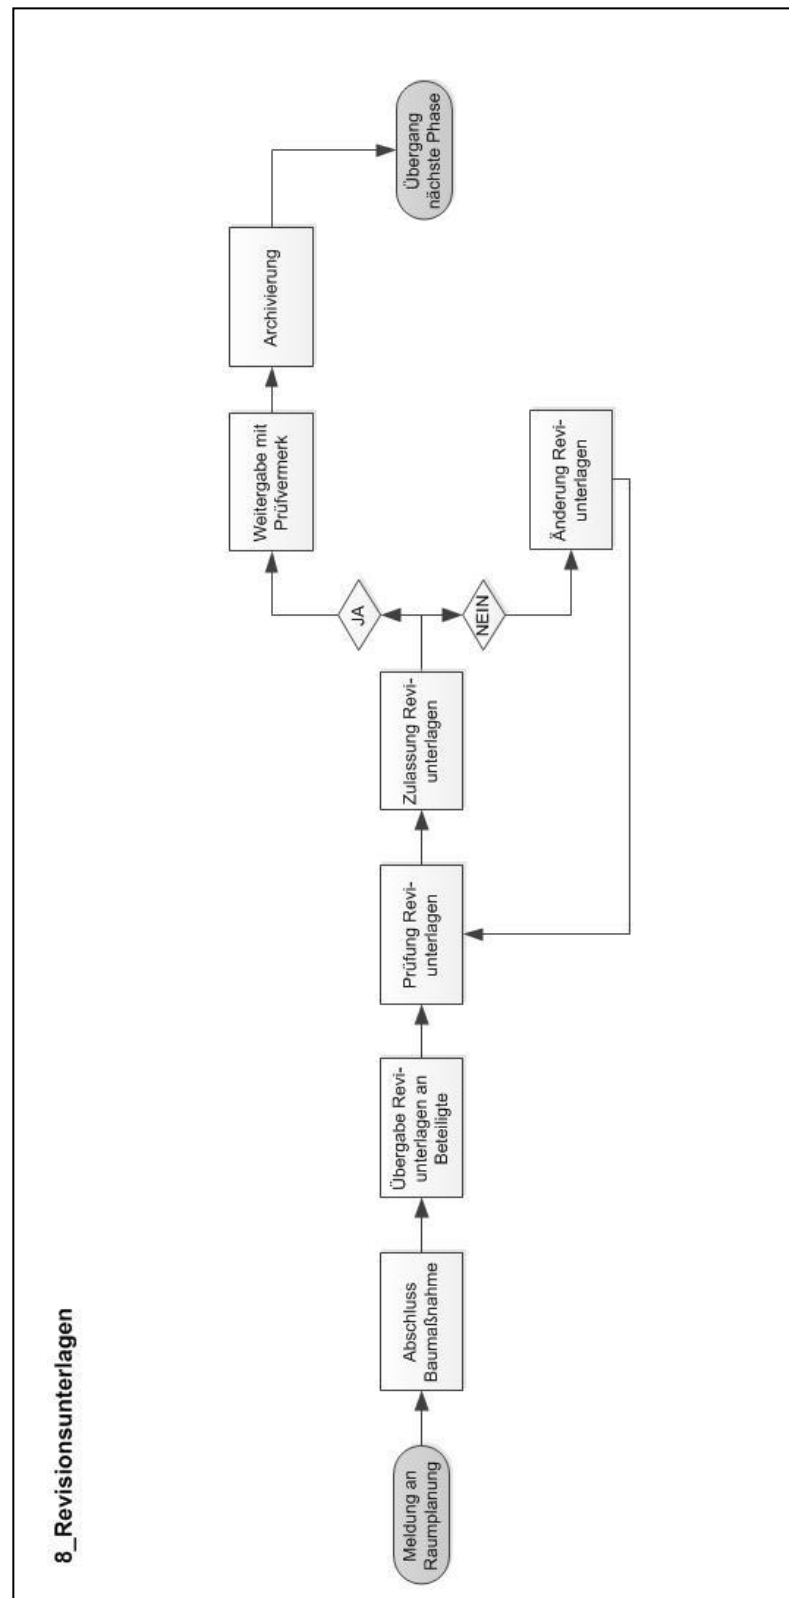 8_Revisionsunterlagen
Meldung an
Raumplanung
Abschluss
Baumaßnahme
Übergabe Revi-
unterlagen an
Beteiligte
Prüfung Revi-
unterlagen
Zulassung Revi-
unterlagen
JA
NEIN
Weitergabe mit
Prüfvermerk
Änderung Revi-
unterlagen
Archivierung
Übergang
nächste Phase